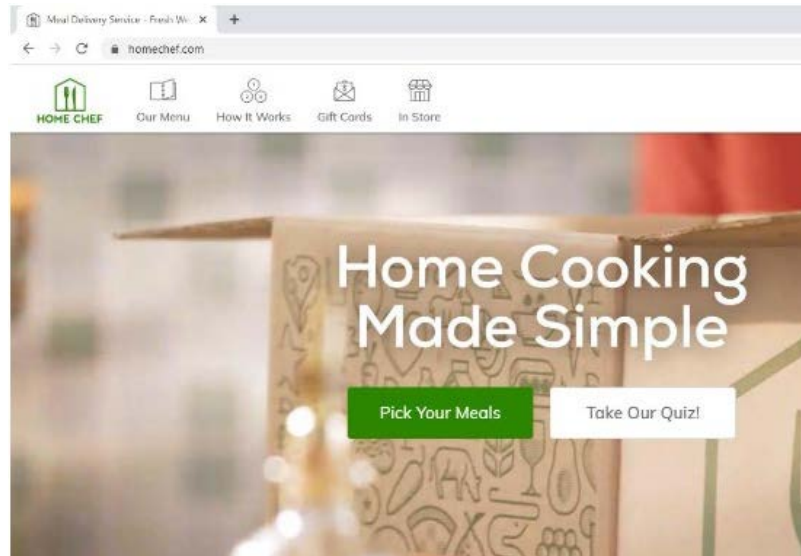 Meal Delivery Service - Fresh We
homechef.com
HOME CHEF
Our Menu
How It Works
Gift Cards
In Store
Home Cooking
Made Simple
Pick Your Meals
Take Our Quiz!